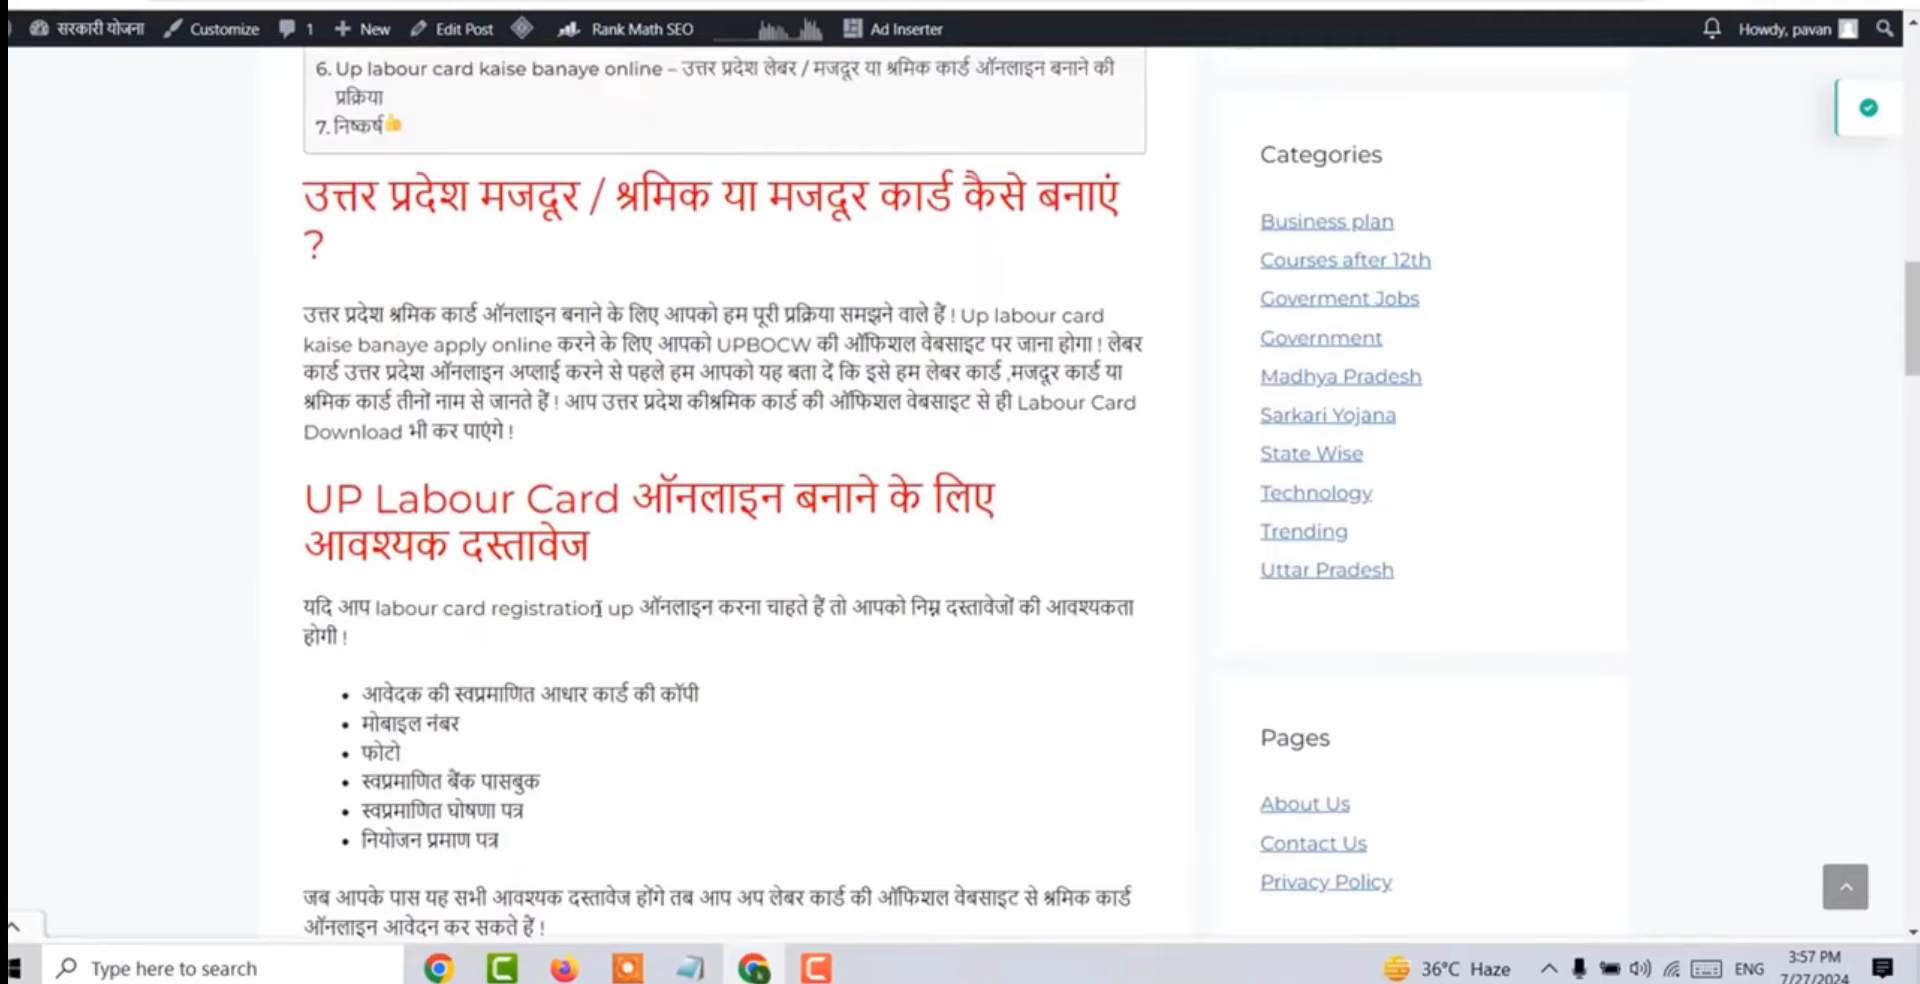 सरकारी योजना Customize 1 New Edit Post Rank Math SEO Ad Inserter Howdy, pavan
6. Up labour card kaise banaye online – उत्तर प्रदेश लेबर / मजदूर या श्रमिक कार्ड ऑनलाइन बनाने की
प्रक्रिया
7. निष्कर्ष👍
उत्तर प्रदेश मजदूर / श्रमिक या मजदूर कार्ड कैसे बनाएं
?
उत्तर प्रदेश श्रमिक कार्ड ऑनलाइन बनाने के लिए आपको हम पूरी प्रक्रिया समझने वाले हैं ! Up labour card
kaise banaye apply online करने के लिए आपको UPBOCW की ऑफिशल वेबसाइट पर जाना होगा ! लेबर
कार्ड उत्तर प्रदेश ऑनलाइन अप्लाई करने से पहले हम आपको यह बता दें कि इसे हम लेबर कार्ड ,मजदूर कार्ड या
श्रमिक कार्ड तीनों नाम से जानते हैं ! आप उत्तर प्रदेश कीश्रमिक कार्ड की ऑफिशल वेबसाइट से ही Labour Card
Download भी कर पाएंगे !
UP Labour Card ऑनलाइन बनाने के लिए
आवश्यक दस्तावेज
यदि आप labour card registration up ऑनलाइन करना चाहते हैं तो आपको निम्न दस्तावेजों की आवश्यकता
होगी !
• आवेदक की स्वप्रमाणित आधार कार्ड की कॉपी
• मोबाइल नंबर
• फोटो
• स्वप्रमाणित बैंक पासबुक
• स्वप्रमाणित घोषणा पत्र
• नियोजन प्रमाण पत्र
जब आपके पास यह सभी आवश्यक दस्तावेज होंगे तब आप अप लेबर कार्ड की ऑफिशल वेबसाइट से श्रमिक कार्ड
ऑनलाइन आवेदन कर सकते हैं !
Categories
Business plan
Courses after 12th
Goverment Jobs
Government
Madhya Pradesh
Sarkari Yojana
State Wise
Technology
Trending
Uttar Pradesh
Pages
About Us
Contact Us
Privacy Policy
Type here to search
36°C Haze
ENG
3:57 PM
7/27/2024